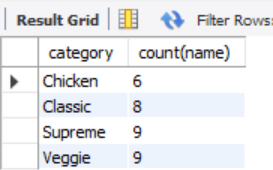 Result Grid Filter Rows:
category count(name)
Chicken 6
Classic 8
Supreme 9
Veggie 9